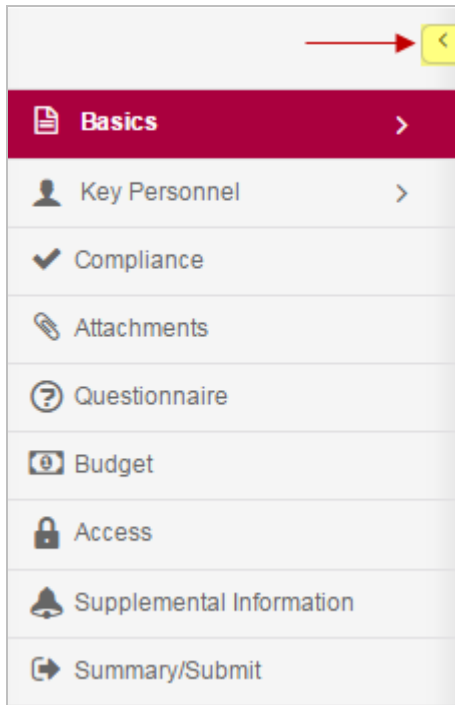 Basics
Key Personnel
Compliance
Attachments
Questionnaire
Budget
Access
Supplemental Information
Summary/Submit